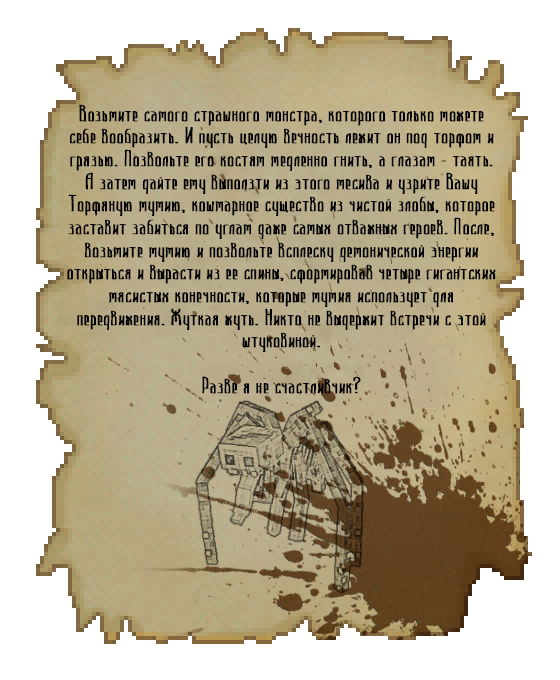 Возьмите самого страшного монстра, которого только можете
себе вообразить. И пусть целую вечность лежит он под торфом и
грязью. Позвольте его костям медленно гнить, а глазам - таять.
А затем дайте ему выползти из этого месива и узрите Вашу
Торфяную мумию, кошмарное существо из чистой злобы, которое
заставит забиться по углам даже самых отважных героев. После,
возьмите мумию и позвольте всплеску демонической энергии
открыться и вырасти из ее спины, сформировав четыре гигантских
мясистых конечности, которые мумия использует для
передвижения. Жуткая жуть. Никто не выдержит встречи с этой
штуковиной.
Разве я не счастливчик?